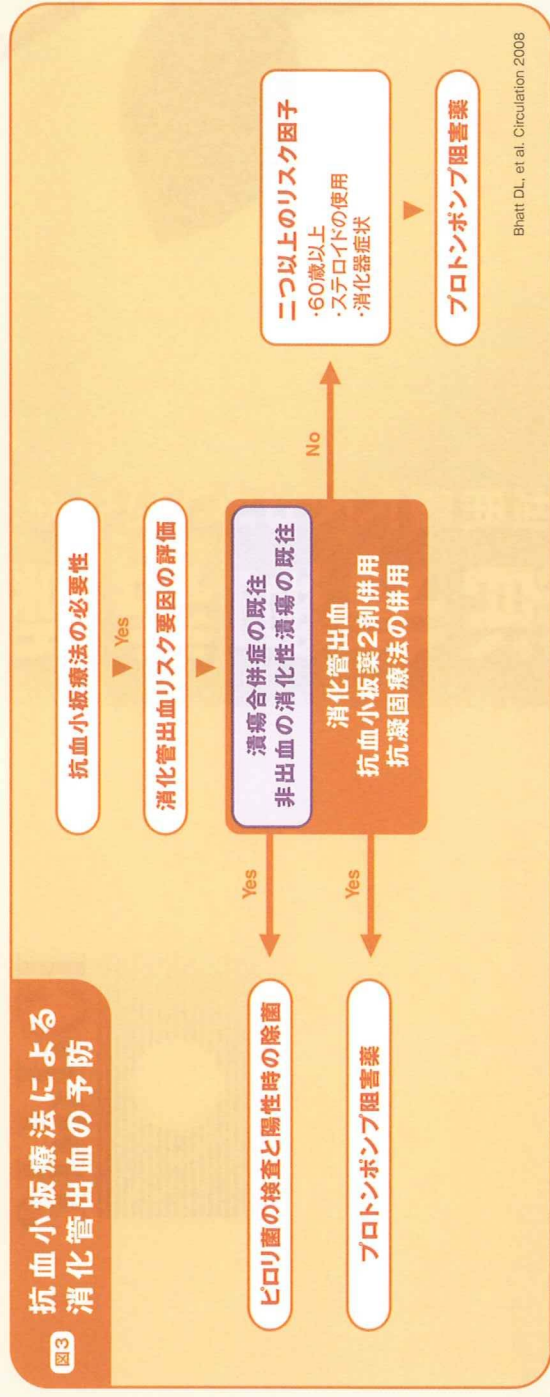 図3
抗血小板療法による
消化管出血の予防
抗血小板療法の必要性
Yes
消化管出血リスク要因の評価
潰瘍合併症の既往
非出血の消化性潰瘍の既往
消化管出血
抗血小板薬2剤併用
抗凝固療法の併用
Yes
ピロリ菌の検査と陽性時の除菌
Yes
プロトンポンプ阻害薬
No
二つ以上のリスク因子
・60歳以上
・ステロイドの使用
・消化器症状
プロトンポンプ阻害薬
Bhatt DL, et al. Circulation 2008